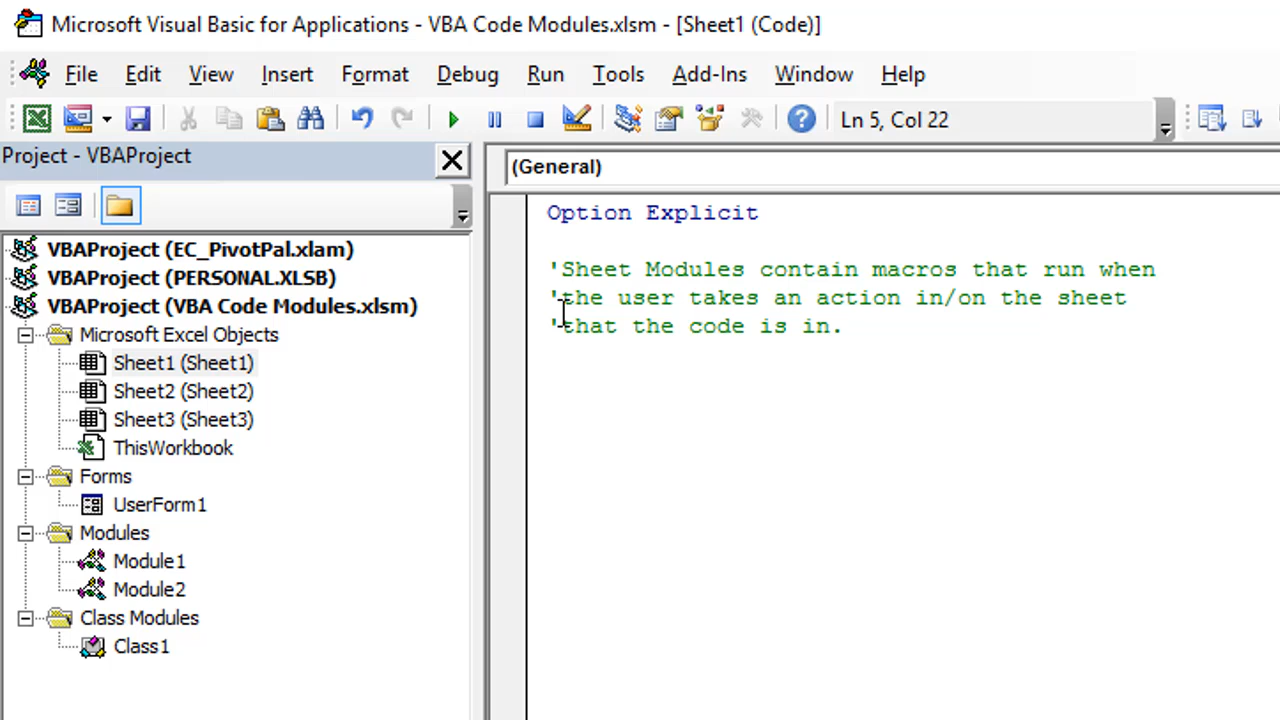 Microsoft Visual Basic for Applications - VBA Code Modules.xlsm - [Sheet1 (Code)]
File Edit View Insert Format Debug Run Tools Add-Ins Window Help
Ln 5, Col 22
Project - VBAProject
(General)
VBAProject (EC_PivotPal.xlam)
VBAProject (PERSONAL.XLSB)
VBAProject (VBA Code Modules.xlsm)
Microsoft Excel Objects
Sheet1 (Sheet1)
Sheet2 (Sheet2)
Sheet3 (Sheet3)
ThisWorkbook
Forms
UserForm1
Modules
Module1
Module2
Class Modules
Class1
Option Explicit
'Sheet Modules contain macros that run when
'the user takes an action in/on the sheet
'that the code is in.